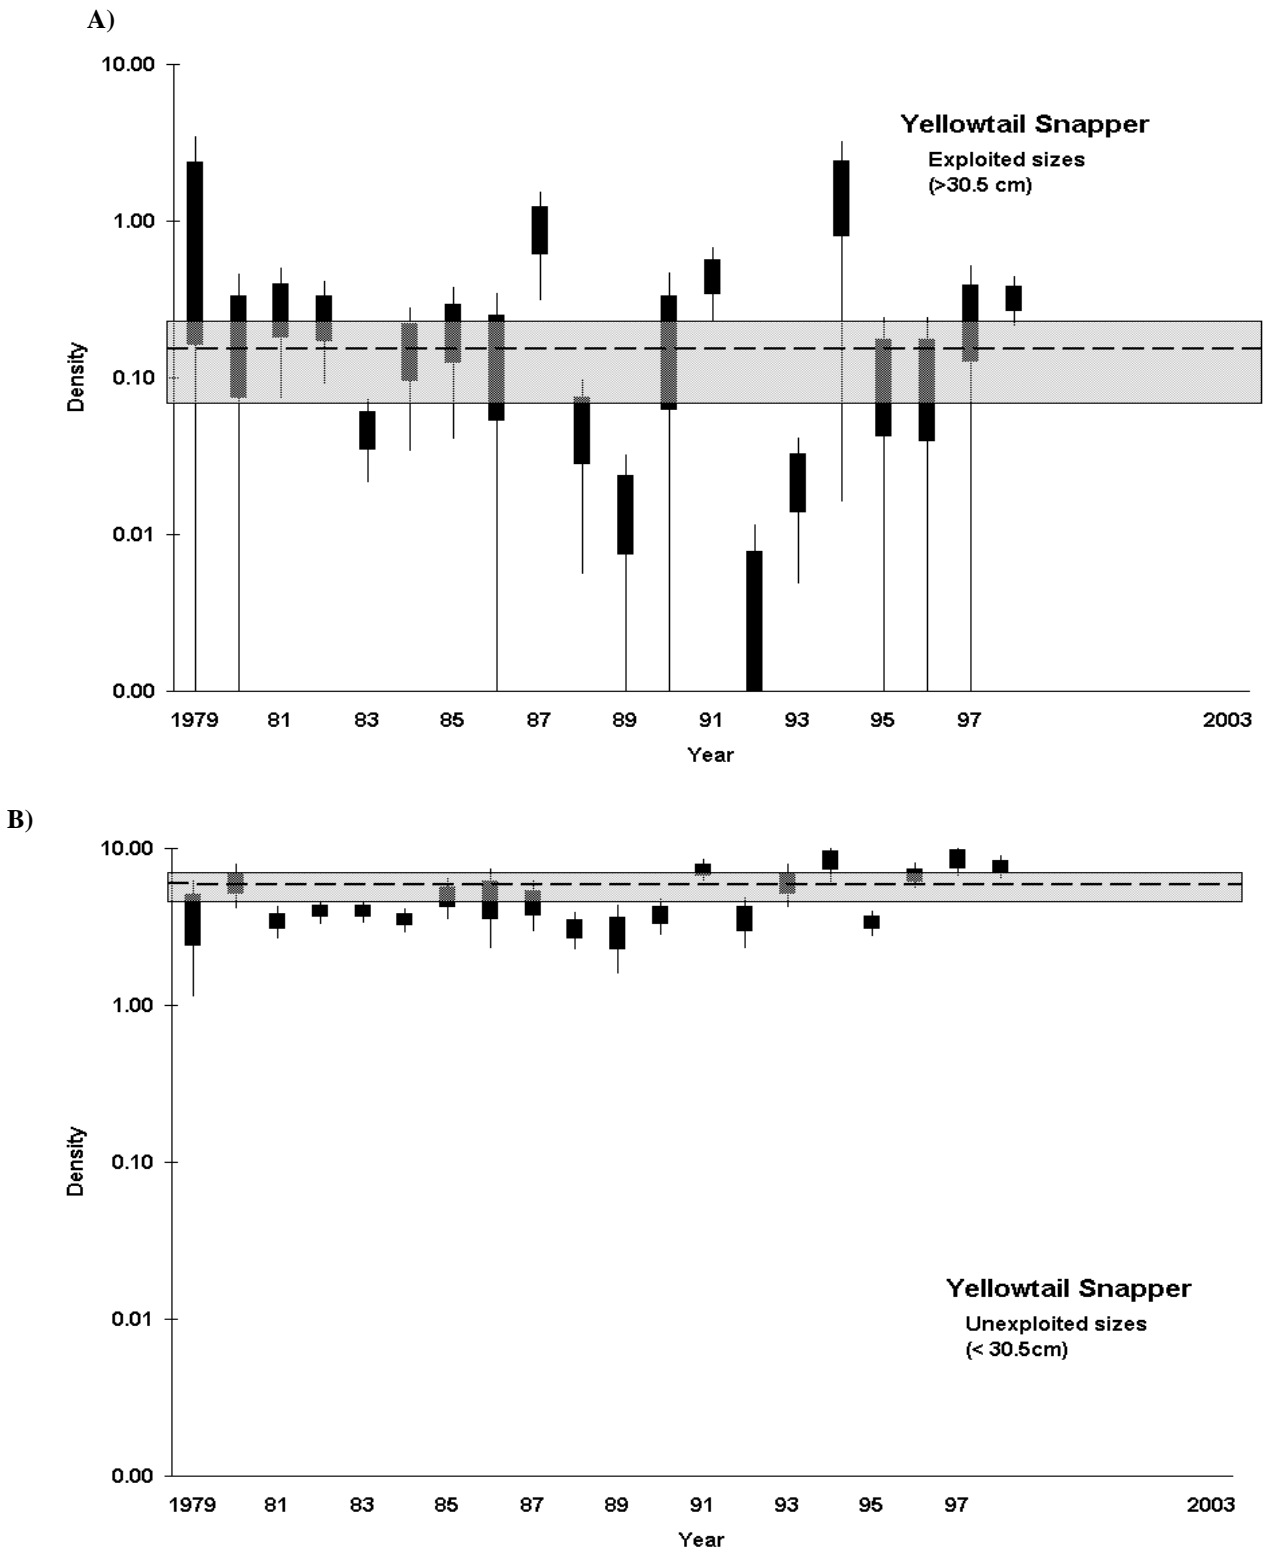 A)
10.00
Yellowtail Snapper
Exploited sizes
(>30.5 cm)
1.00
Density
0.10
0.01
0.00
1979 81 83 85 87 89 91 93 95 97 2003
Year
B)
10.00
1.00
Density
0.10
Yellowtail Snapper
0.01
Unexploited sizes
(< 30.5cm)
0.00
1979 81 83 85 87 89 91 93 95 97 2003
Year